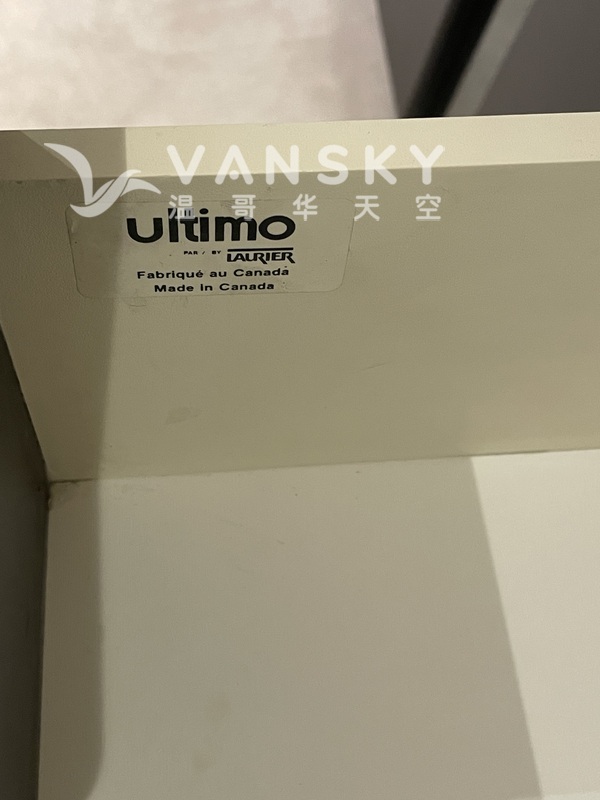 VANSKY
温哥华天空
ultimo
PAR / BY LAURIER
Fabriqué au Canada
Made in Canada